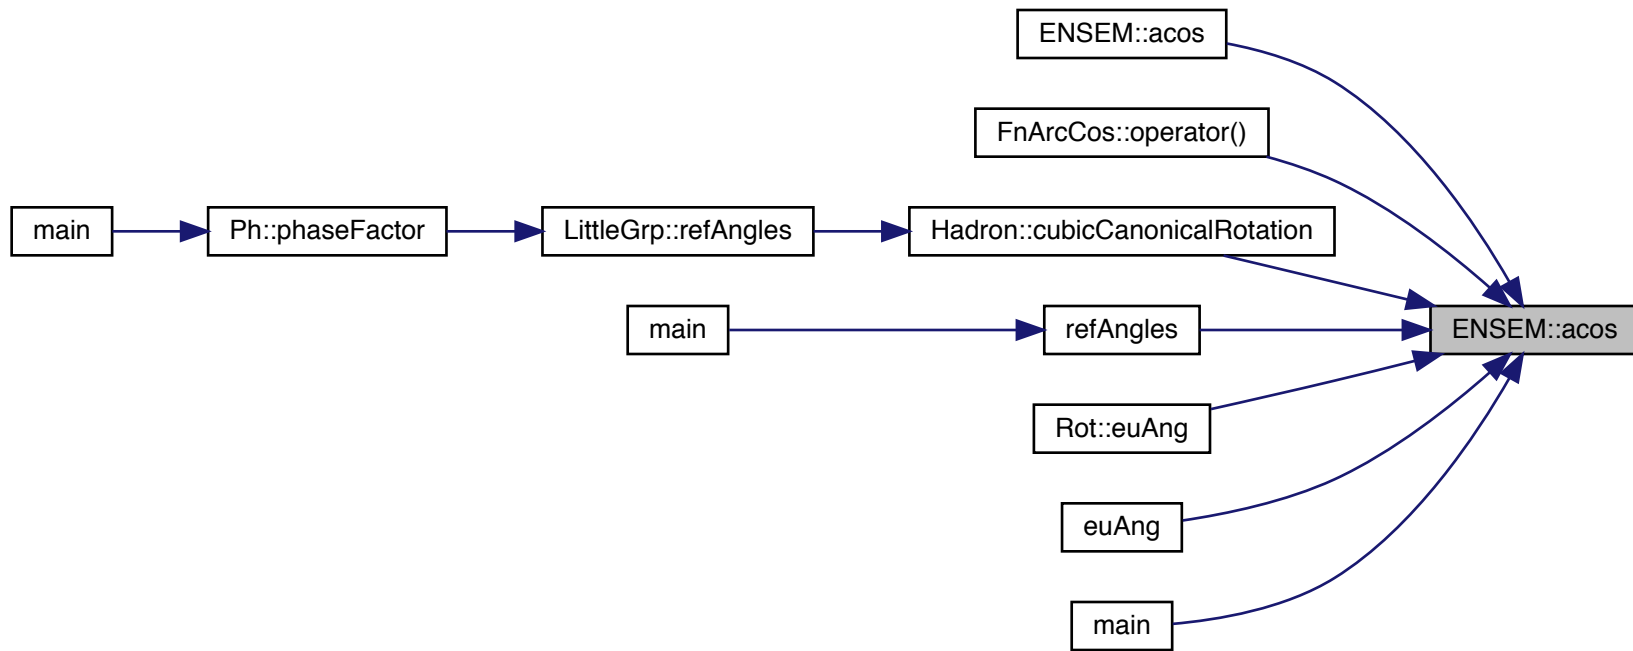 ENSEM::acos
FnArcCos::operator()
main
Ph::phaseFactor
LittleGrp::refAngles
Hadron::cubicCanonicalRotation
main
refAngles
ENSEM::acos
Rot::euAng
euAng
main